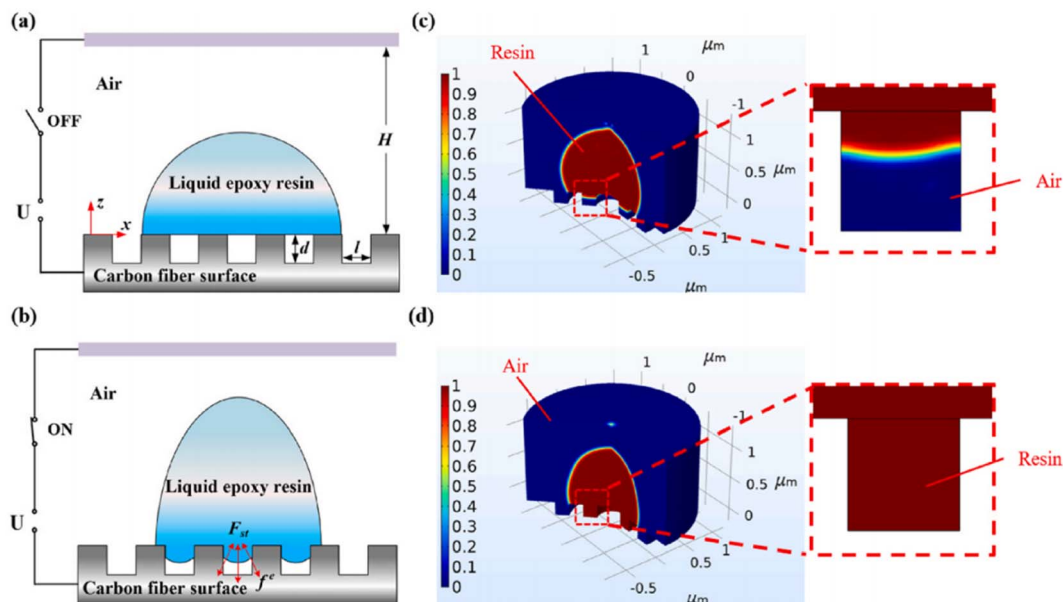 (a)
Air
OFF
H
Liquid epoxy resin
U
z
x
d
l
Carbon fiber surface
(b)
Air
ON
Liquid epoxy resin
U
F_st
f^e
Carbon fiber surface
(c)
Resin
1
μm
0
-1
1
0.9
0.8
0.7
0.6
0.5
0.4
0.3
0.2
0.1
0
1
0.5
0
1
0
-0.5
μm
μm
Air
(d)
Air
1
μm
0
-1
1
0.9
0.8
0.7
0.6
0.5
0.4
0.3
0.2
0.1
0
1
0.5
0
1
0
-0.5
μm
μm
Resin